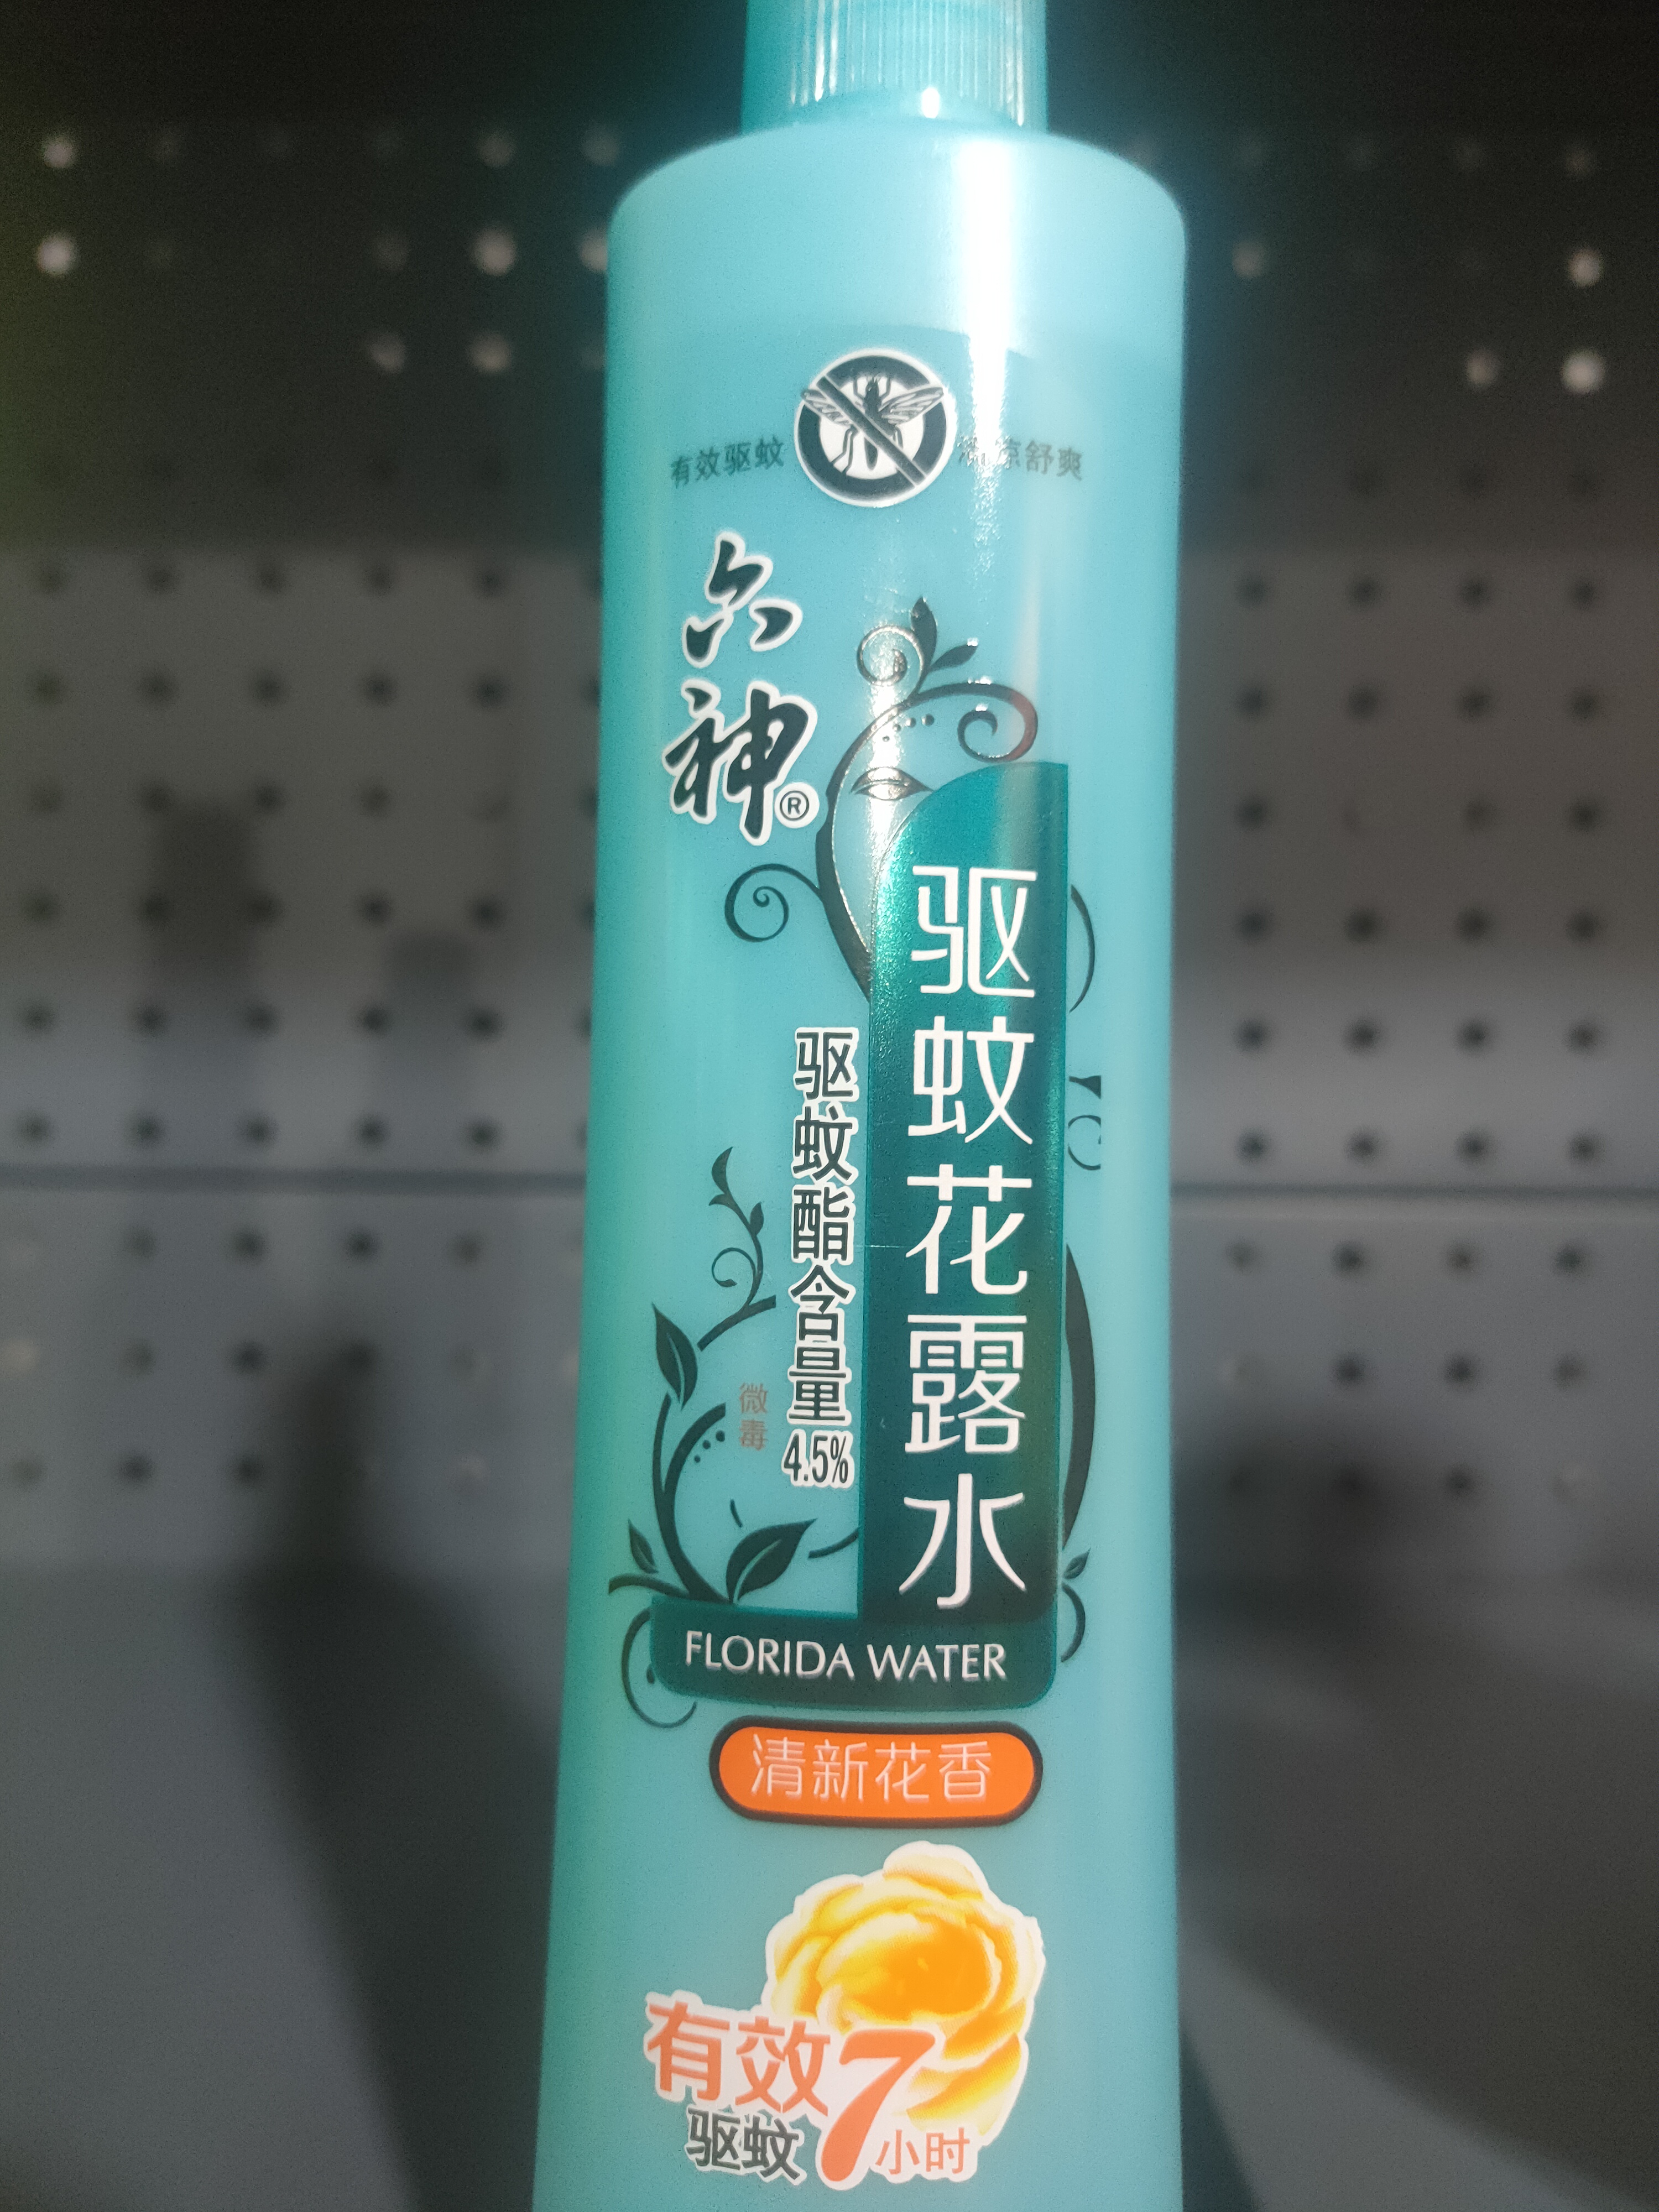 有效驱蚊
凉舒爽
六神®
驱蚊花露水
驱蚊酯含量4.5%
微毒
FLORIDA WATER
清新花香
有效7小时
驱蚊